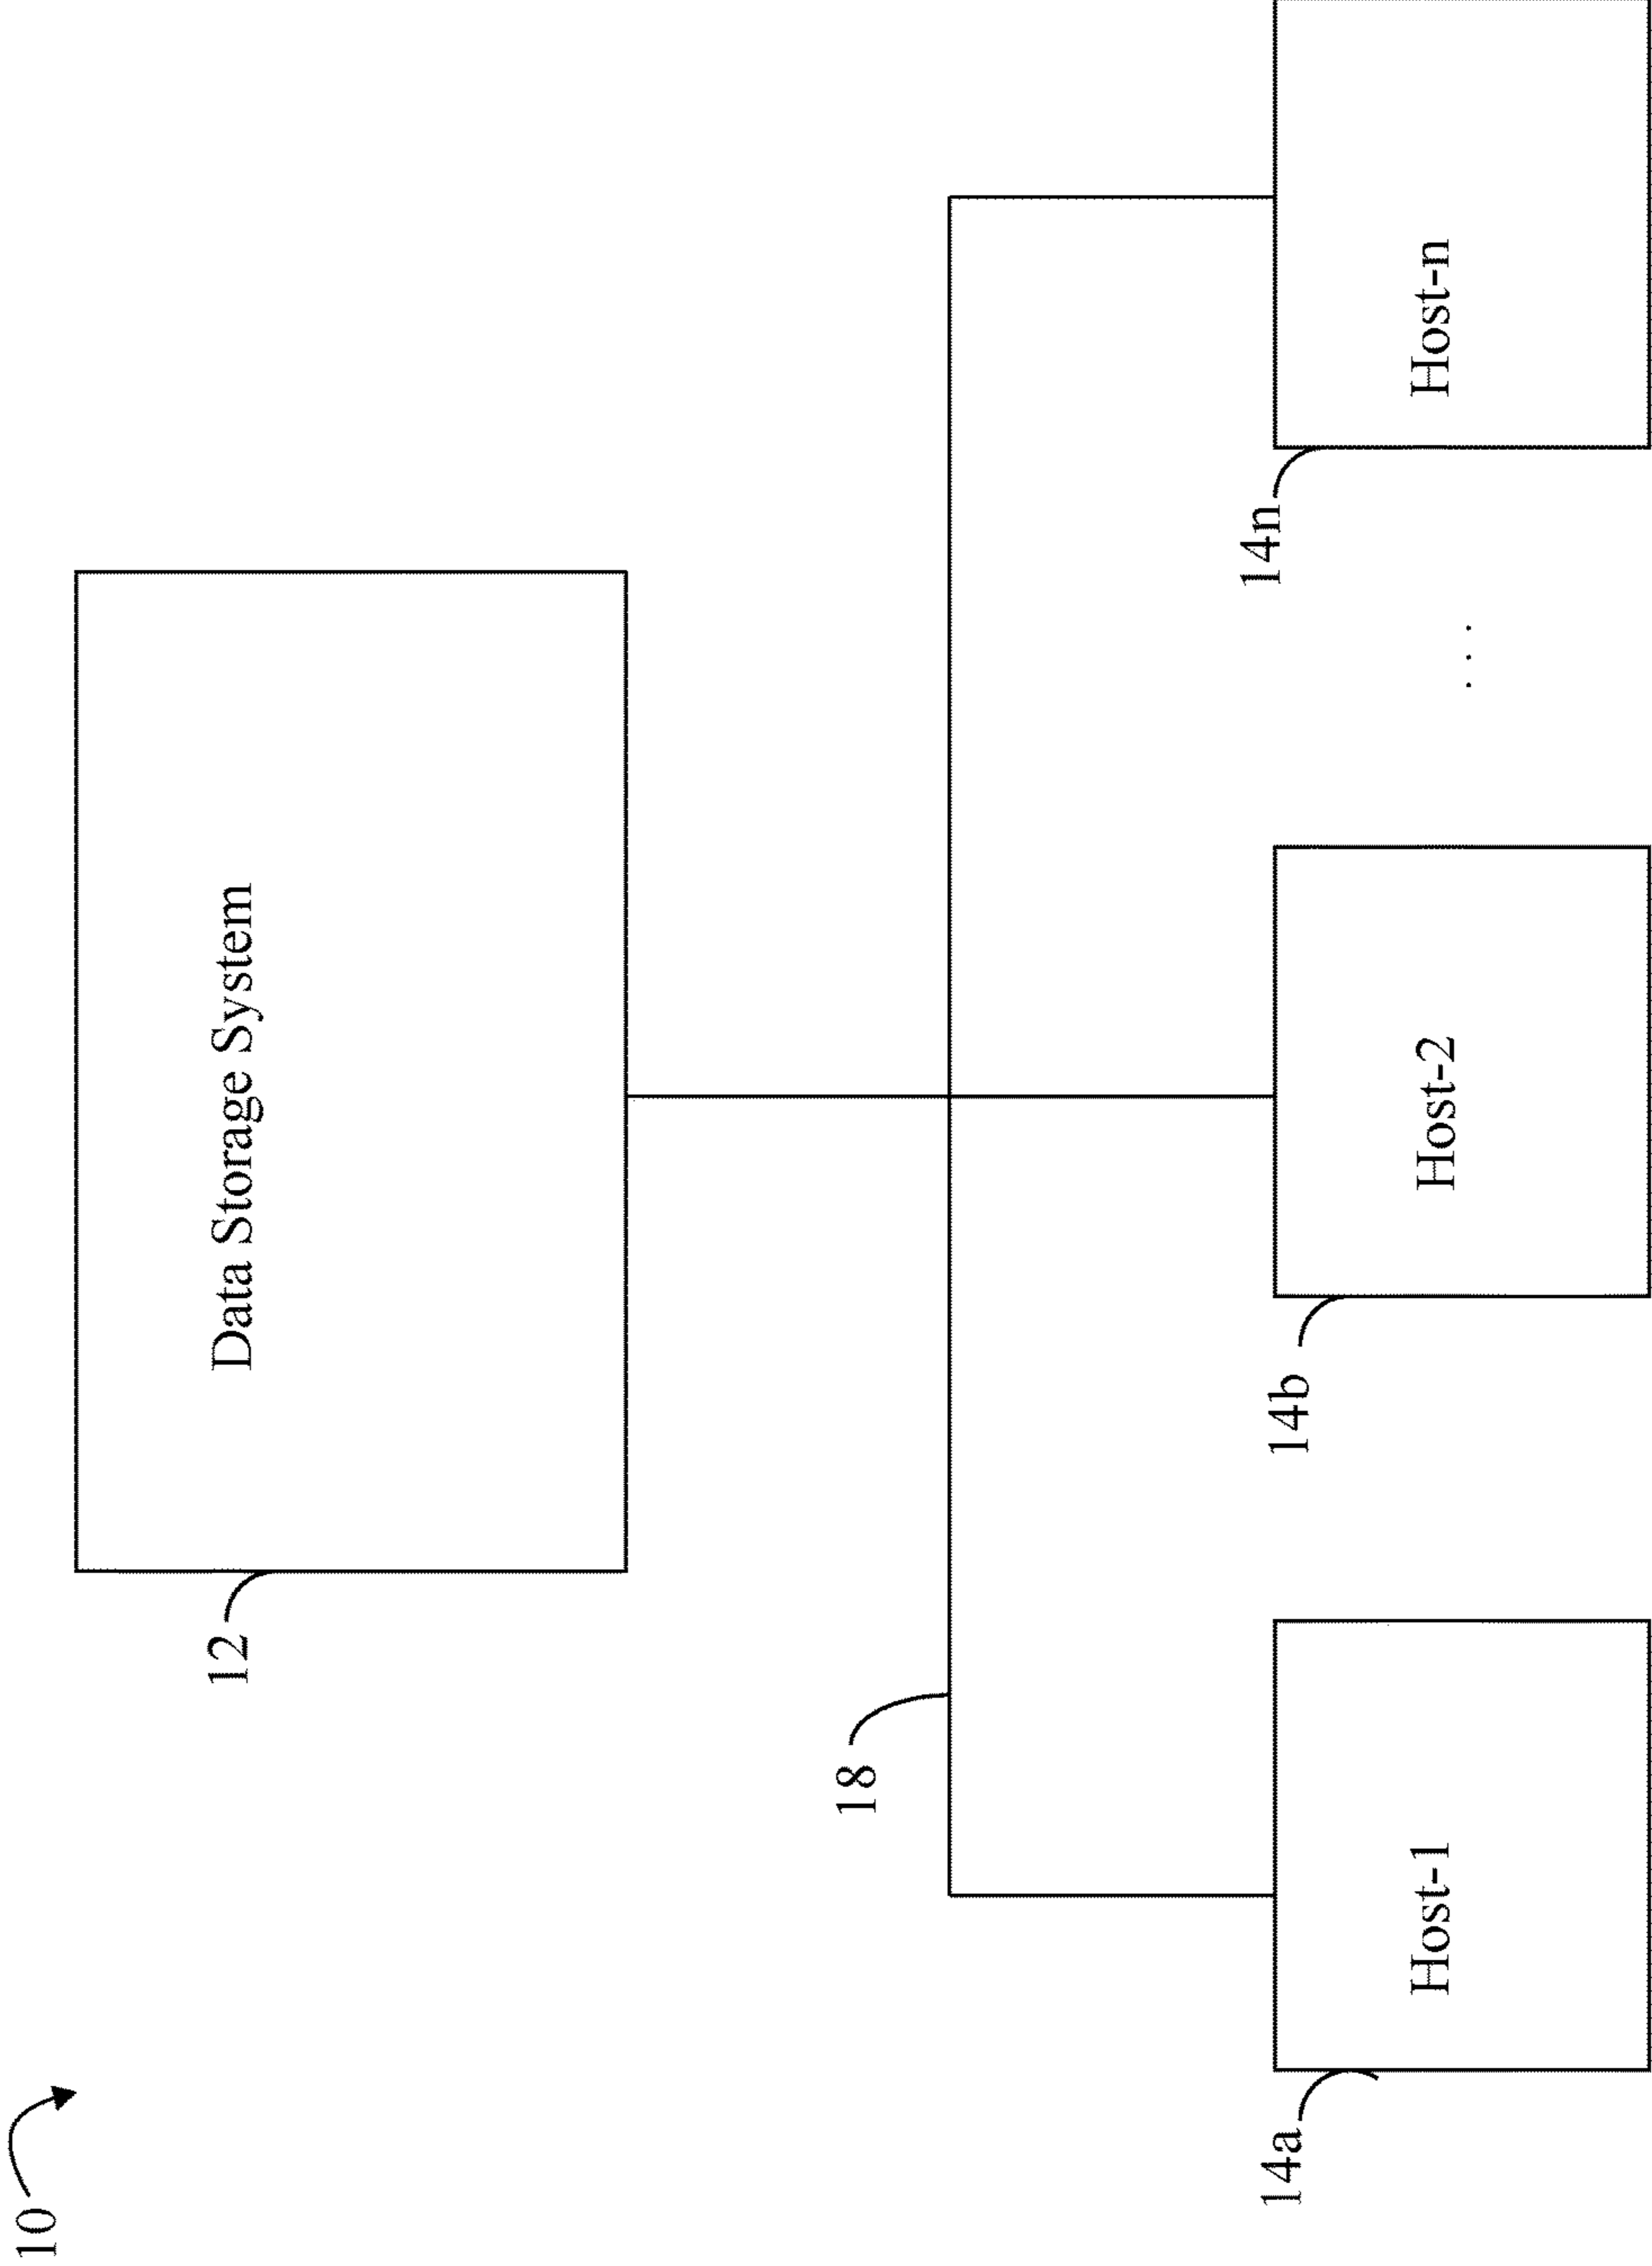 10
12
Data Storage System
18
14a
Host-1
14b
Host-2
. . .
14n
Host-n